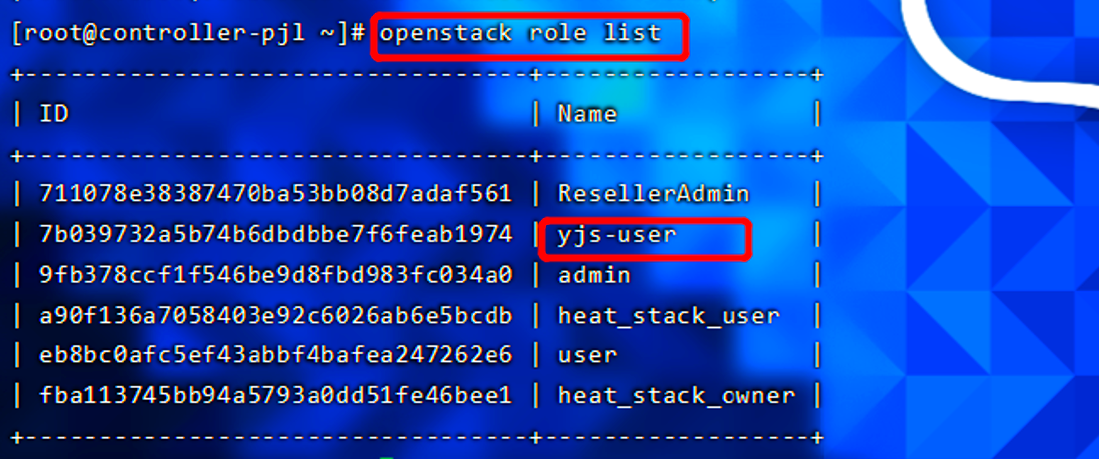 [root@controller-pjl ~]# openstack role list
+----------------------------------+------------------+
| ID                               | Name             |
+----------------------------------+------------------+
| 711078e38387470ba53bb08d7adaf561 | ResellerAdmin    |
| 7b039732a5b74b6dbdbbe7f6feab1974 | yjs-user         |
| 9fb378ccf1f546be9d8fbd983fc034a0 | admin            |
| a90f136a7058403e92c6026ab6e5bcdb | heat_stack_user  |
| eb8bc0afc5ef43abbf4bafea247262e6 | user             |
| fba113745bb94a5793a0dd51fe46bee1 | heat_stack_owner |
+----------------------------------+------------------+